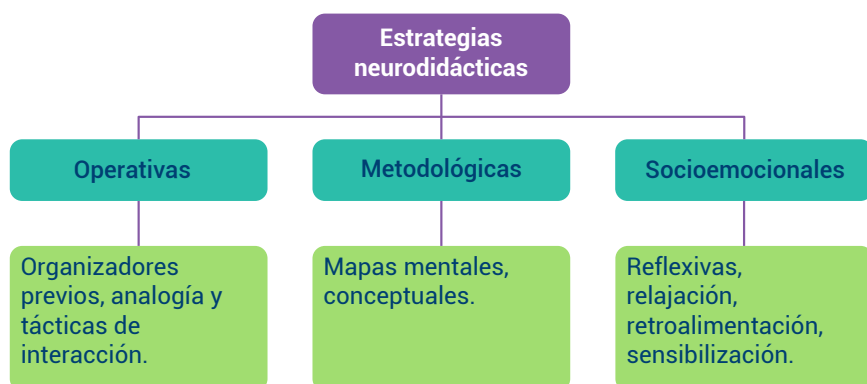 Estrategias
neurodidácticas
Operativas
Metodológicas
Socioemocionales
Organizadores
previos, analogía y
tácticas de
interacción.
Mapas mentales,
conceptuales.
Reflexivas,
relajación,
retroalimentación,
sensibilización.